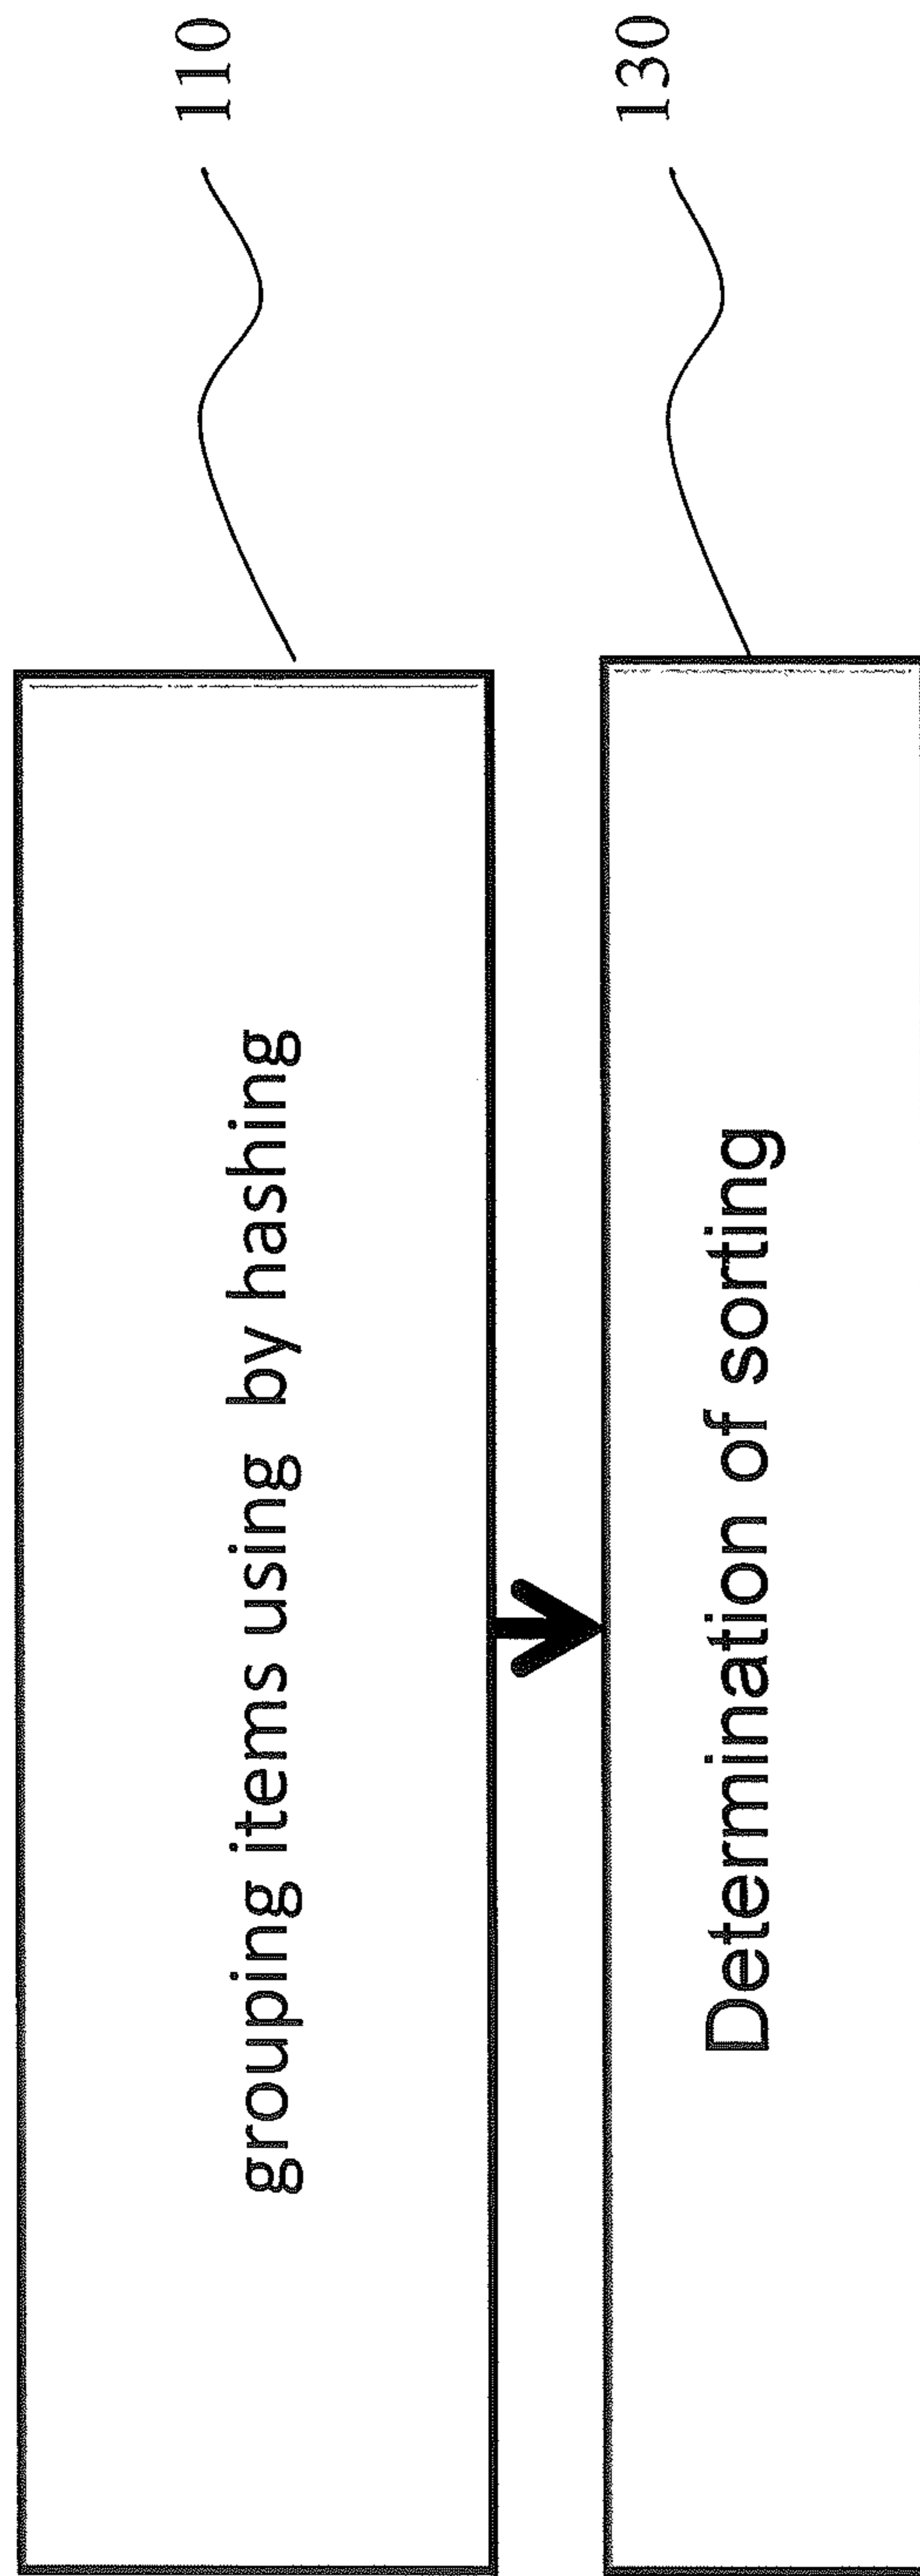 grouping items using by hashing
110
Determination of sorting
130